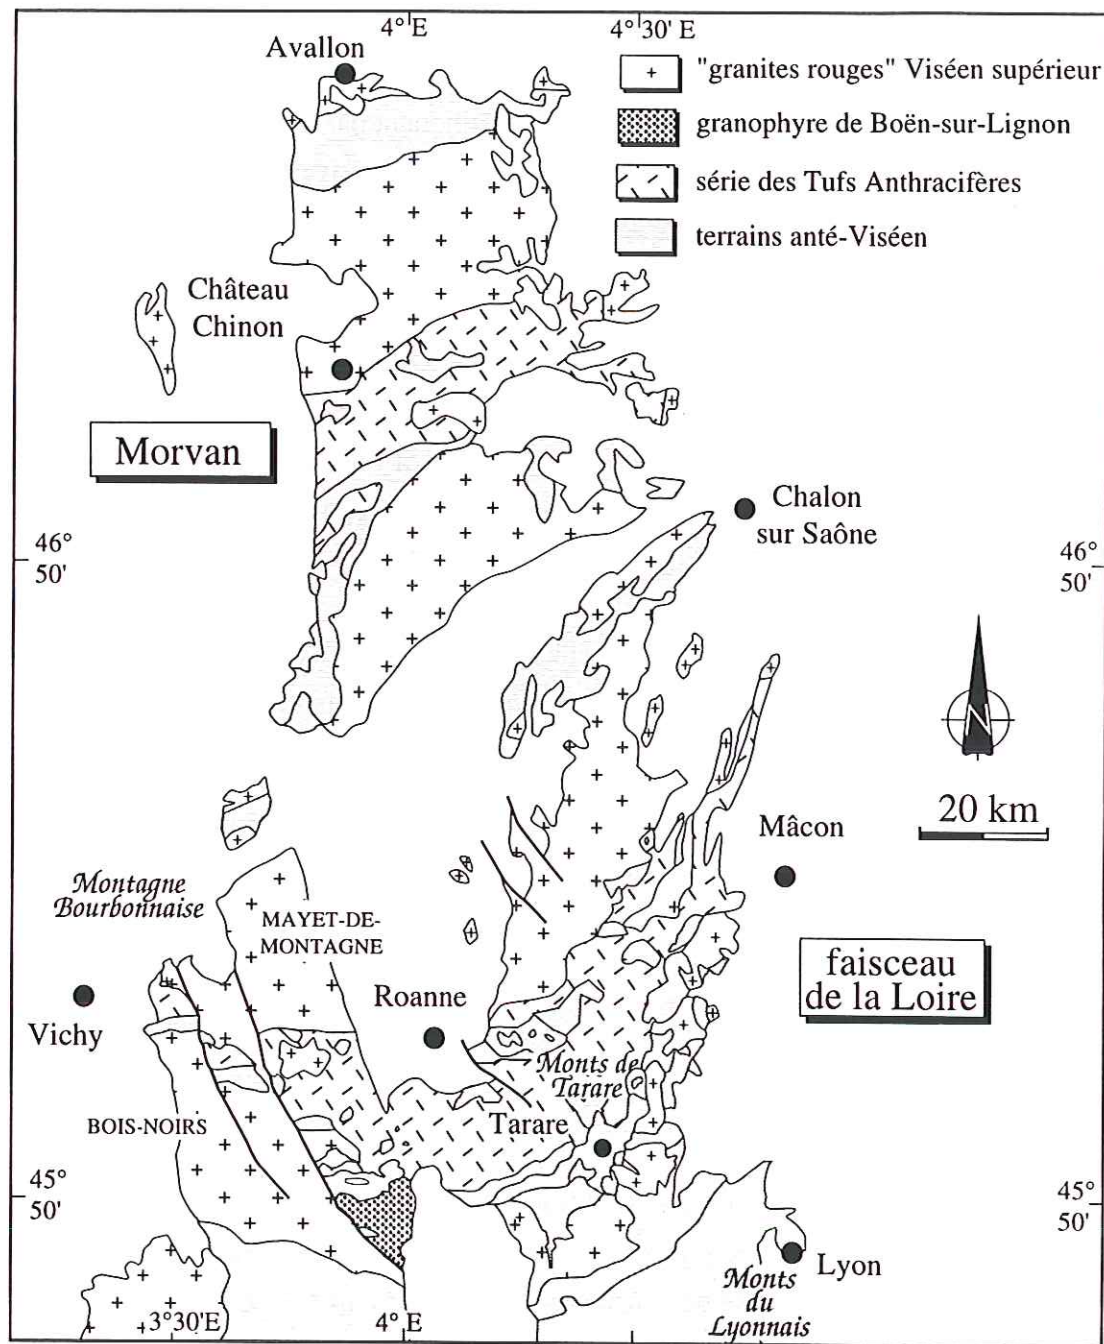 4° E
4°30' E
Avallon
"granites rouges" Viséen supérieur
granophyre de Boën-sur-Lignon
série des Tufs Anthracifères
terrains anté-Viséen
Château
Chinon
Morvan
Chalon
sur Saône
46°
50'
46°
50'
N
20 km
Mâcon
Montagne
Bourbonnaise
MAYET-DE-
MONTAGNE
faisceau
de la Loire
Roanne
Vichy
Monts de
Tarare
Tarare
BOIS-NOIRS
45°
50'
45°
50'
Lyon
Monts
du
Lyonnais
3°30'E
4° E